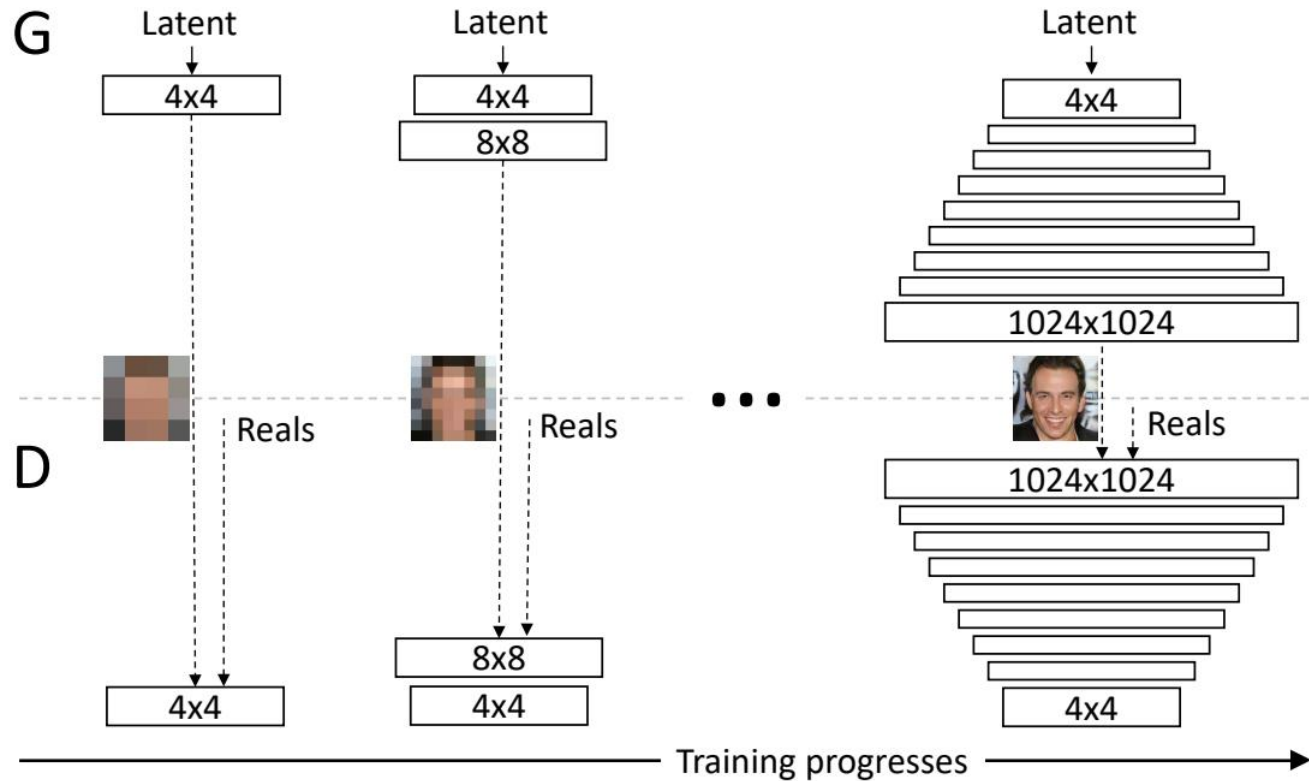 G
Latent
Latent
Latent
4x4
4x4
4x4
8x8
1024x1024
...
Reals
Reals
Reals
D
1024x1024
8x8
4x4
4x4
4x4
Training progresses